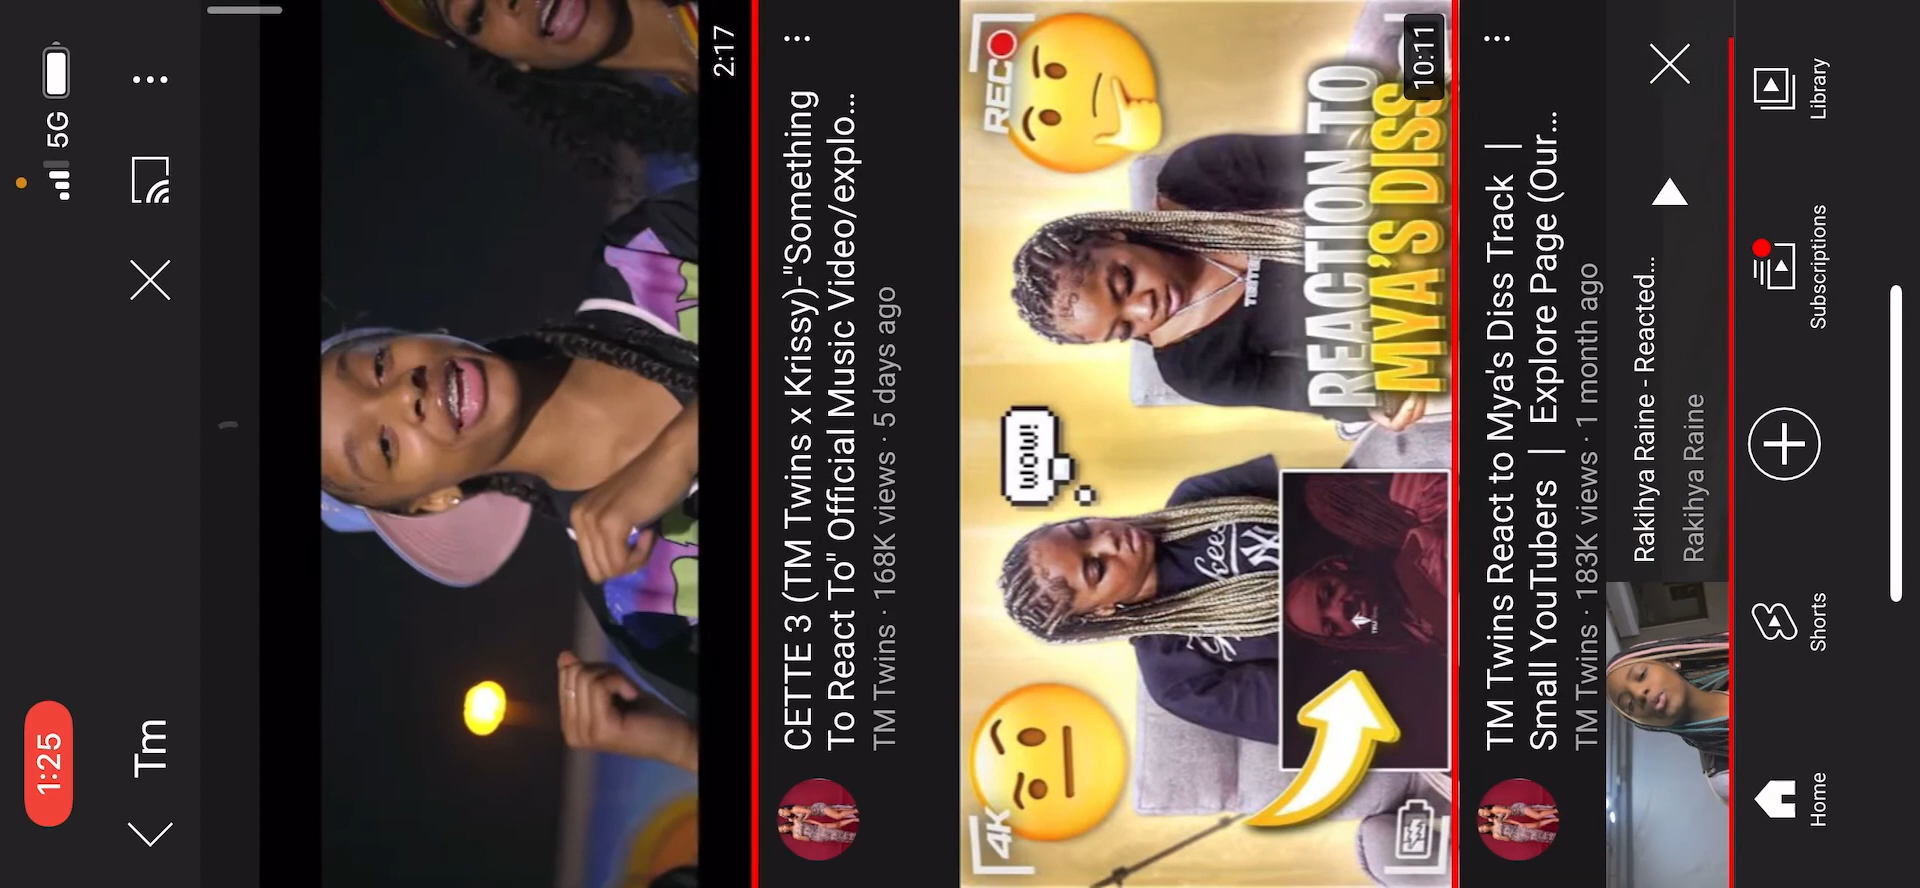 1:25
5G
Tm
2:17
CETTE 3 (TM Twins x Krissy)-"Something
To React To" Official Music Video/explo...
TM Twins · 168K views · 5 days ago
REC
4K
WOW!
REACTION TO
MYA'S DISS
10:11
TM Twins React to Mya's Diss Track |
Small YouTubers | Explore Page (Our...
TM Twins · 183K views · 1 month ago
Rakihya Raine - Reacted...
Rakihya Raine
Home
Shorts
Subscriptions
Library